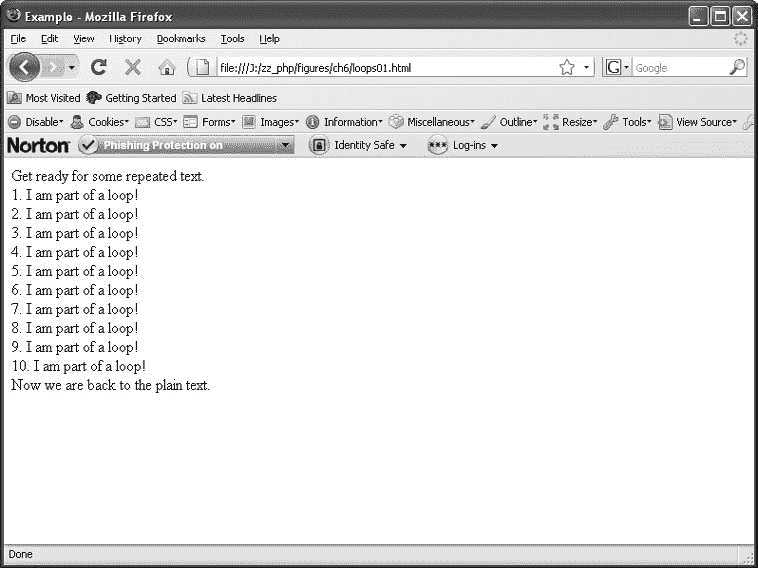 Example - Mozilla Firefox
File Edit View History Bookmarks Tools Help
file:///J:/zz_php/figures/ch6/loops01.html G Google
Most Visited Getting Started Latest Headlines
Disable Cookies CSS Forms Images Information Miscellaneous Outline Resize Tools View Source
Norton Phishing Protection on Identity Safe Log-ins
Get ready for some repeated text.
1. I am part of a loop!
2. I am part of a loop!
3. I am part of a loop!
4. I am part of a loop!
5. I am part of a loop!
6. I am part of a loop!
7. I am part of a loop!
8. I am part of a loop!
9. I am part of a loop!
10. I am part of a loop!
Now we are back to the plain text.
Done